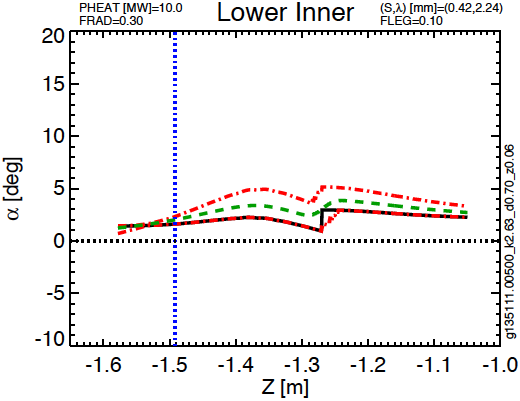 PHEAT [MW]=10.0
FRAD=0.30
Lower Inner
(S,λ) [mm]=(0.42,2.24)
FLEG=0.10
20
15
10
5
0
-5
-10
α [deg]
-1.6 -1.5 -1.4 -1.3 -1.2 -1.1 -1.0
Z [m]
g135111.00500_k2.63_d0.70_z0.06